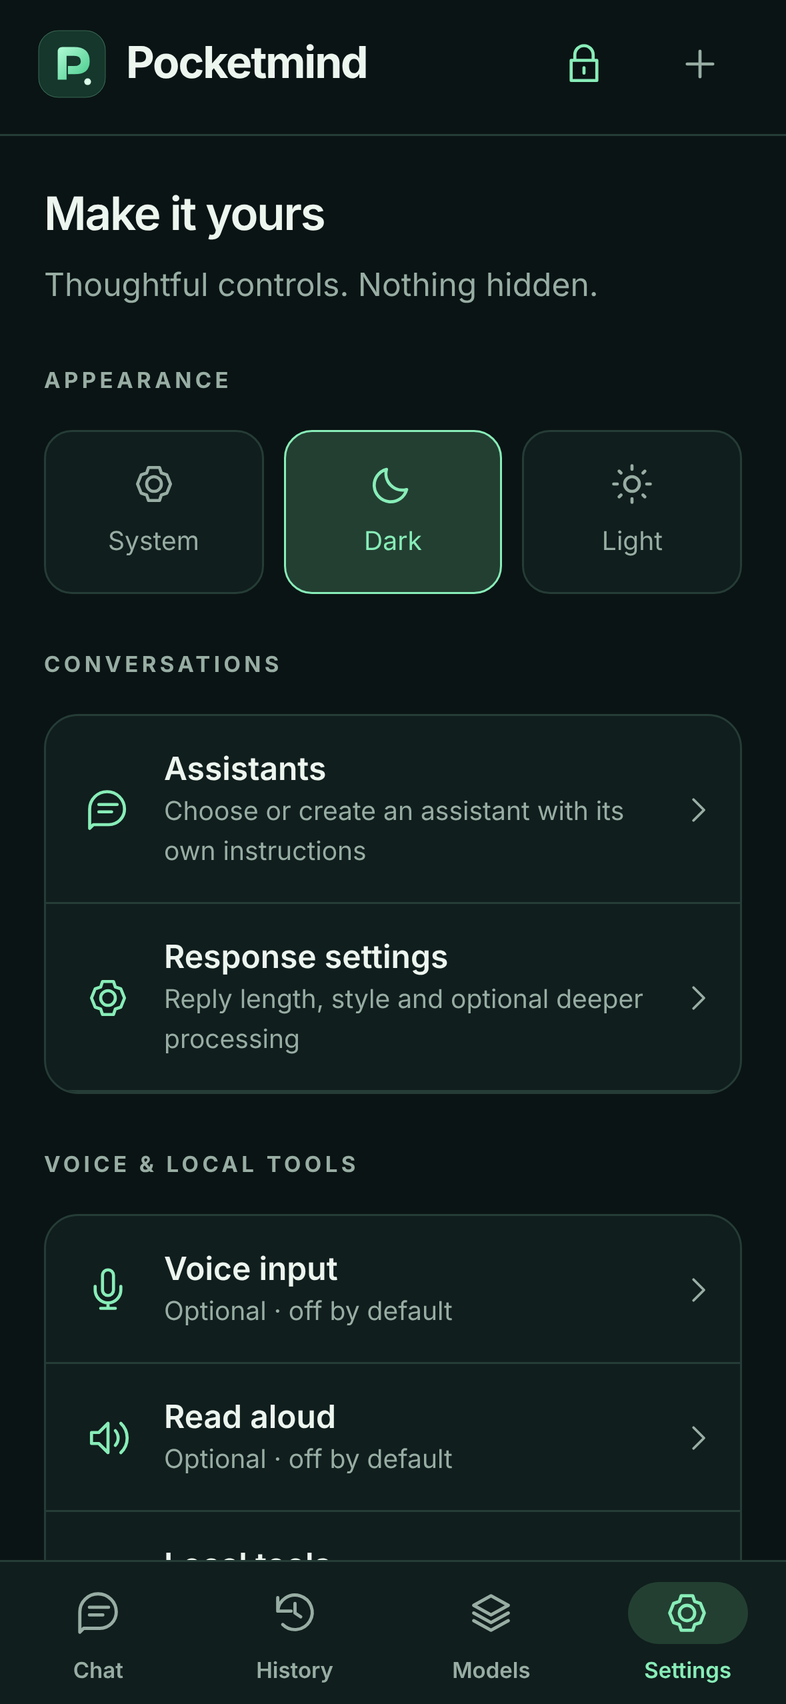 Pocketmind
Make it yours
Thoughtful controls. Nothing hidden.
APPEARANCE
System
Dark
Light
CONVERSATIONS
Assistants
Choose or create an assistant with its
own instructions
Response settings
Reply length, style and optional deeper
processing
VOICE & LOCAL TOOLS
Voice input
Optional · off by default
Read aloud
Optional · off by default
Local tools
Chat
History
Models
Settings